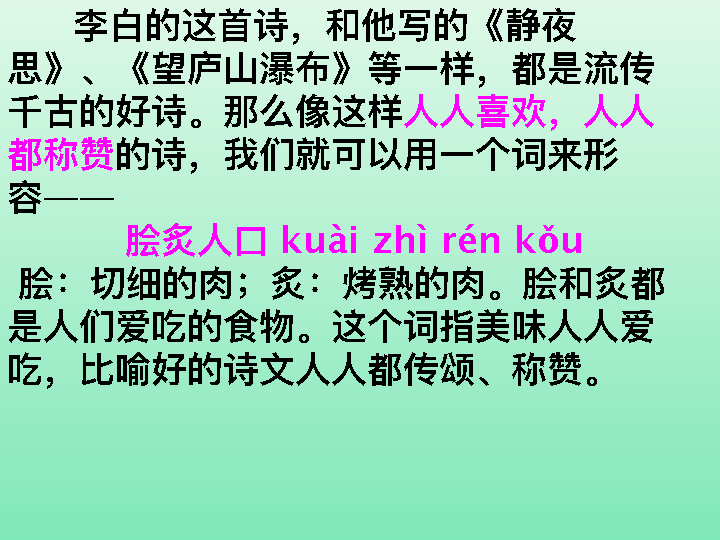 李白的这首诗，和他写的《静夜
思》、《望庐山瀑布》等一样，都是流传
千古的好诗。那么像这样人人喜欢，人人
都称赞的诗，我们就可以用一个词来形
容——
脍炙人口 kuài zhì rén kǒu
脍：切细的肉；炙：烤熟的肉。脍和炙都
是人们爱吃的食物。这个词指美味人人爱
吃，比喻好的诗文人人都传颂、称赞。